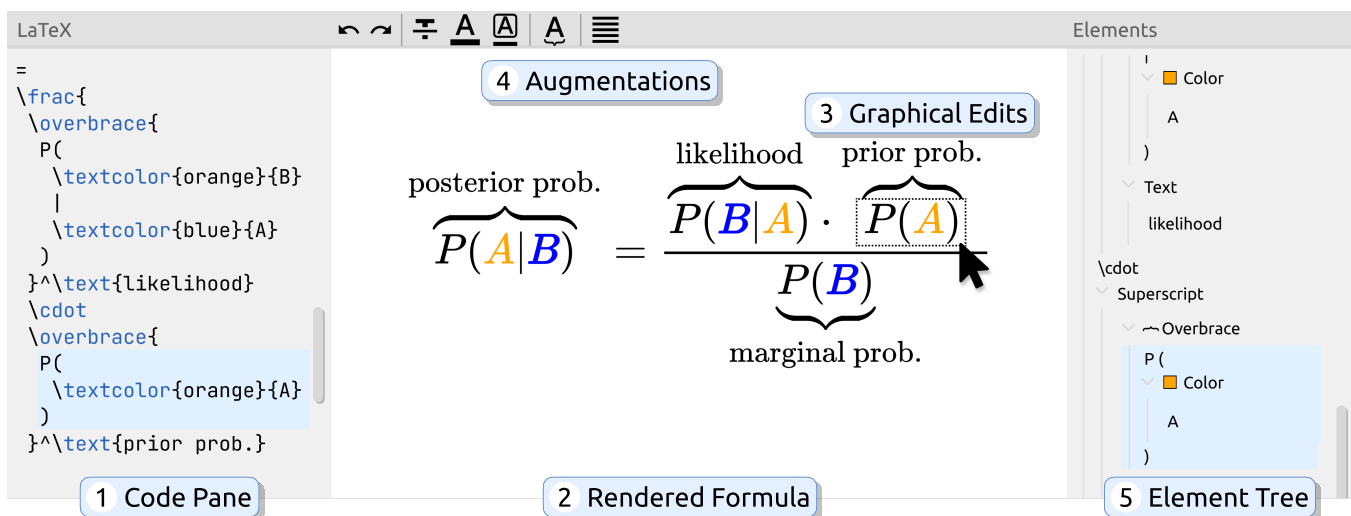 LaTeX
Elements
=
\frac{
\overbrace{
P(
\textcolor{orange}{B}
|
\textcolor{blue}{A}
)
}^\text{likelihood}
\cdot
\overbrace{
P(
\textcolor{orange}{A}
)
}^\text{prior prob.}
1 Code Pane
A A A
4 Augmentations
3 Graphical Edits
likelihood prior prob.
posterior prob.
P(B|A) · P(A)
P(A|B) =
P(B)
marginal prob.
2 Rendered Formula
Color
A
)
Text
likelihood
\cdot
Superscript
Overbrace
P (
Color
A
)
5 Element Tree